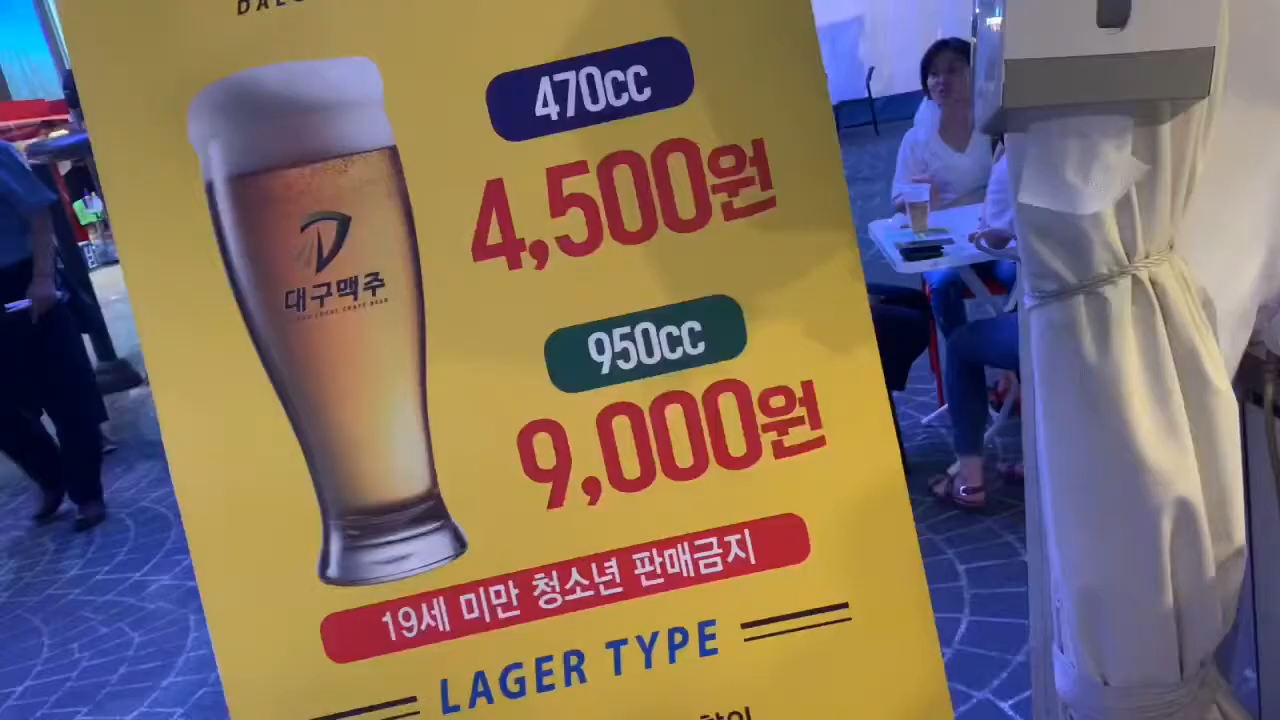 470cc
4,500원
대구맥주
950cc
9,000원
19세 미만 청소년 판매금지
LAGER TYPE